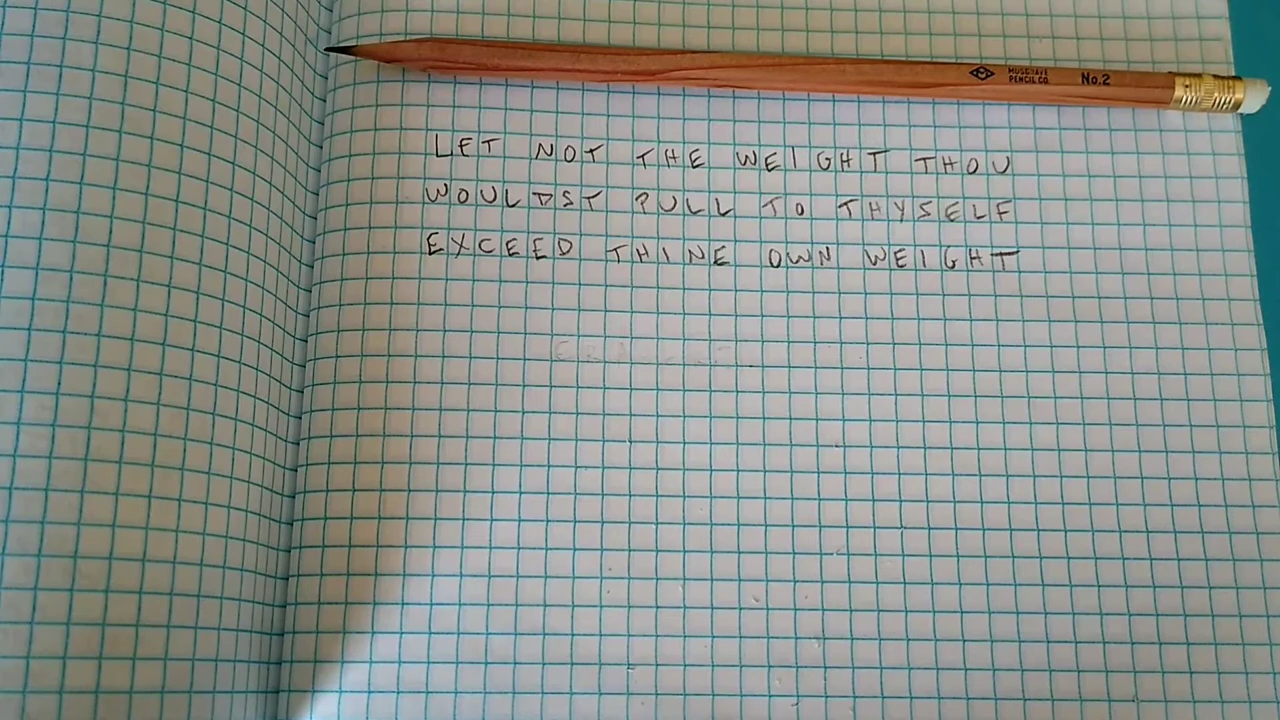 MUSGRAVE
PENCIL CO.
No.2
LET NOT THE WEIGHT THOU
WOULDST PULL TO THYSELF
EXCEED THINE OWN WEIGHT